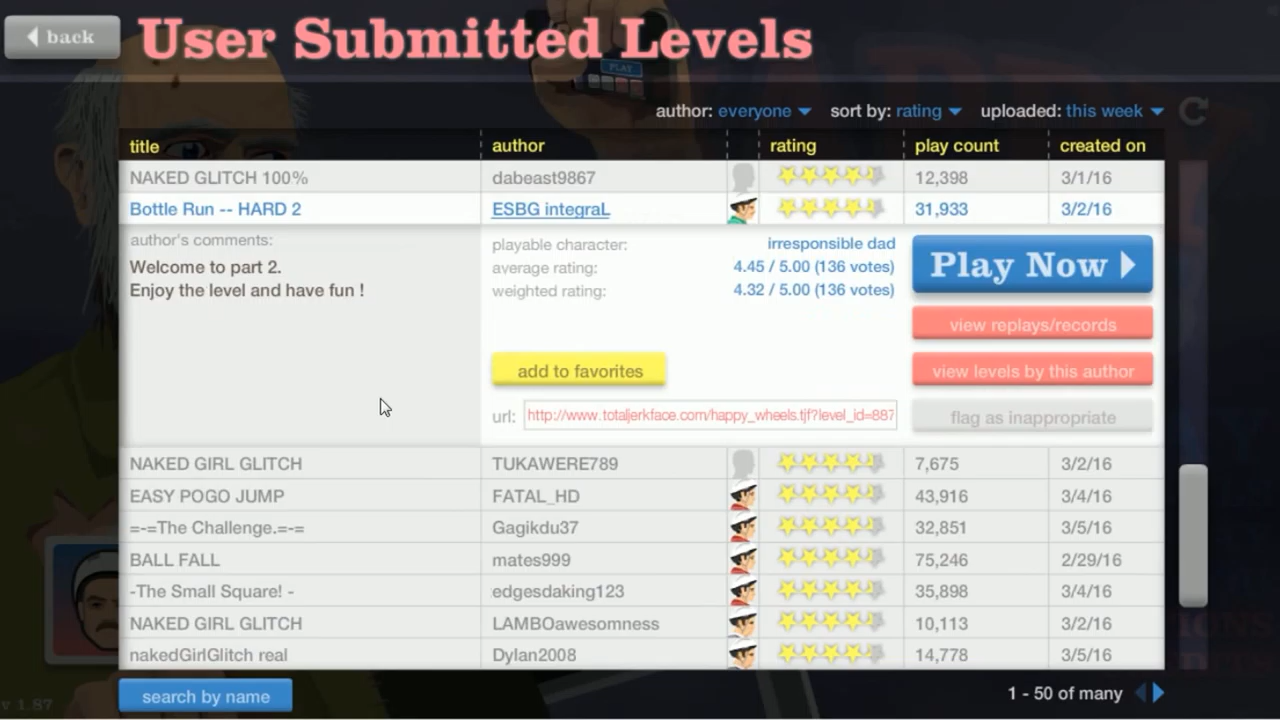 back
User Submitted Levels
PLAY
author: everyone sort by: rating uploaded: this week
title author rating play count created on
NAKED GLITCH 100% dabeast9867 12,398 3/1/16
Bottle Run -- HARD 2 ESBG integraL 31,933 3/2/16
author's comments:
Welcome to part 2.
Enjoy the level and have fun !
playable character: irresponsible dad
average rating: 4.45 / 5.00 (136 votes)
weighted rating: 4.32 / 5.00 (136 votes)
add to favorites
url: http://www.totaljerkface.com/happy_wheels.tjf?level_id=887
Play Now
view replays/records
view levels by this author
flag as inappropriate
NAKED GIRL GLITCH TUKAWERE789 7,675 3/2/16
EASY POGO JUMP FATAL_HD 43,916 3/4/16
=-=The Challenge.=-= Gagikdu37 32,851 3/5/16
BALL FALL mates999 75,246 2/29/16
-The Small Square! - edgesdaking123 35,898 3/4/16
NAKED GIRL GLITCH LAMBOawesomness 10,113 3/2/16
nakedGirlGlitch real Dylan2008 14,778 3/5/16
search by name
1 - 50 of many
v 1.87